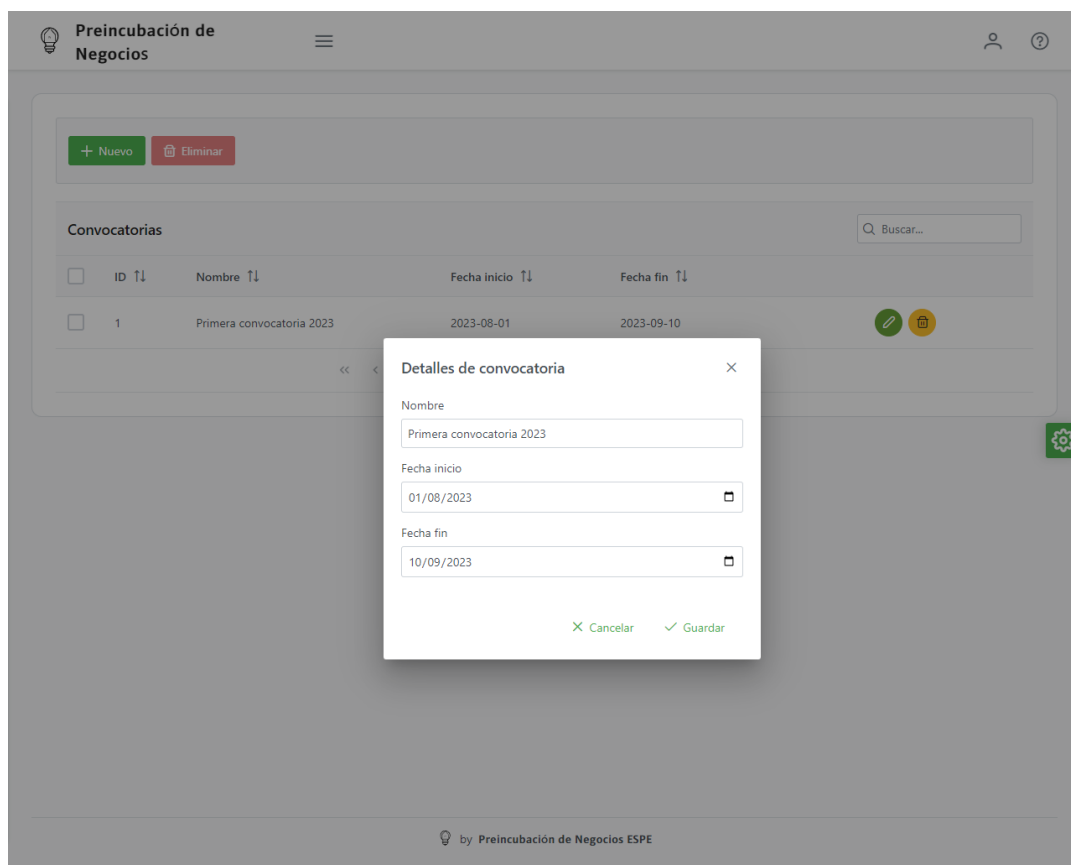 Preincubación de
Negocios
+ Nuevo Eliminar
Convocatorias
Buscar...
ID Nombre Fecha inicio Fecha fin
1 Primera convocatoria 2023 2023-08-01 2023-09-10
Detalles de convocatoria
Nombre
Primera convocatoria 2023
Fecha inicio
01/08/2023
Fecha fin
10/09/2023
Cancelar Guardar
by Preincubación de Negocios ESPE